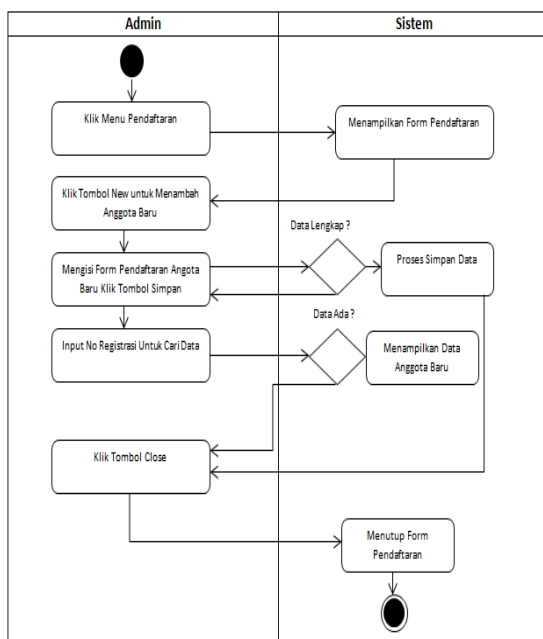 Admin
Sistem
Klik Menu Pendaftaran
Menampilkan Form Pendaftaran
Klik Tombol New untuk Menambah
Anggota Baru
Data Lengkap ?
Mengisi Form Pendaftaran Angota
Baru Klik Tombol Simpan
Proses Simpan Data
Data Ada ?
Input No Registrasi Untuk Cari Data
Menampilkan Data
Anggota Baru
Klik Tombol Close
Menutup Form
Pendaftaran